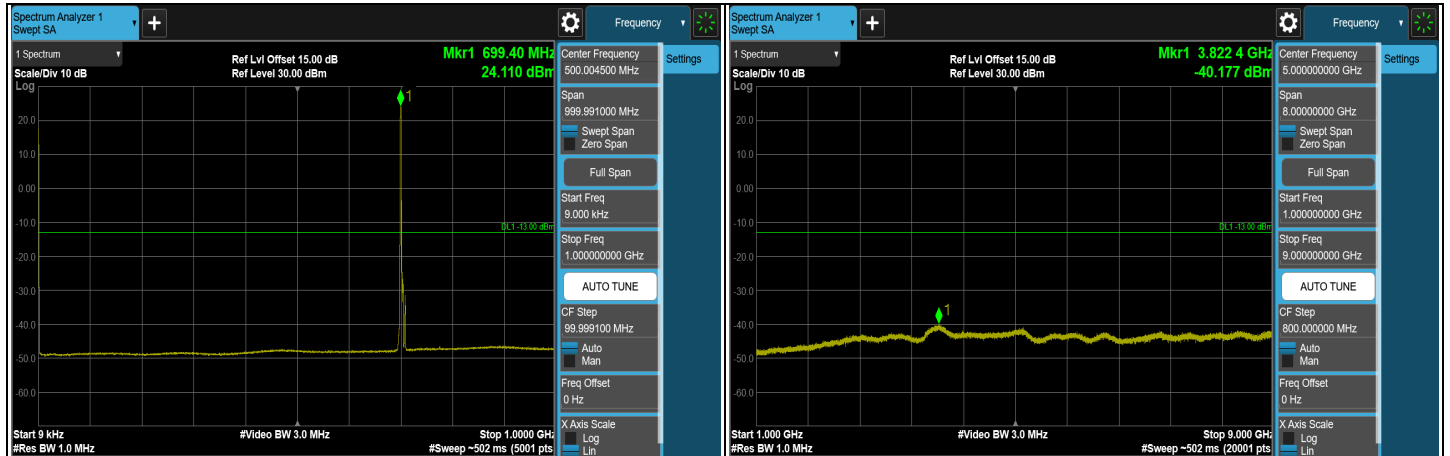 Spectrum Analyzer 1
Swept SA
+
Frequency
1 Spectrum
Ref Lvl Offset 15.00 dB
Mkr1 699.40 MHz
Scale/Div 10 dB
Ref Level 30.00 dBm
24.110 dBm
Log
1
20.0
10.0
0.00
-10.0
DL1 -13.00 dBm
-20.0
-30.0
-40.0
-50.0
-60.0
Start 9 kHz
#Video BW 3.0 MHz
Stop 1.0000 GHz
#Res BW 1.0 MHz
#Sweep ~502 ms (5001 pts
Center Frequency
500.004500 MHz
Settings
Span
999.991000 MHz
Swept Span
Zero Span
Full Span
Start Freq
9.000 kHz
Stop Freq
1.000000000 GHz
AUTO TUNE
CF Step
99.999100 MHz
Auto
Man
Freq Offset
0 Hz
X Axis Scale
Log
Lin
Spectrum Analyzer 1
Swept SA
+
Frequency
1 Spectrum
Ref Lvl Offset 15.00 dB
Mkr1 3.822 4 GHz
Scale/Div 10 dB
Ref Level 30.00 dBm
-40.177 dBm
Log
20.0
10.0
0.00
-10.0
DL1 -13.00 dBm
-20.0
-30.0
1
-40.0
-50.0
-60.0
Start 1.000 GHz
#Video BW 3.0 MHz
Stop 9.000 GHz
#Res BW 1.0 MHz
#Sweep ~502 ms (20001 pts
Center Frequency
5.000000000 GHz
Settings
Span
8.00000000 GHz
Swept Span
Zero Span
Full Span
Start Freq
1.000000000 GHz
Stop Freq
9.000000000 GHz
AUTO TUNE
CF Step
800.000000 MHz
Auto
Man
Freq Offset
0 Hz
X Axis Scale
Log
Lin